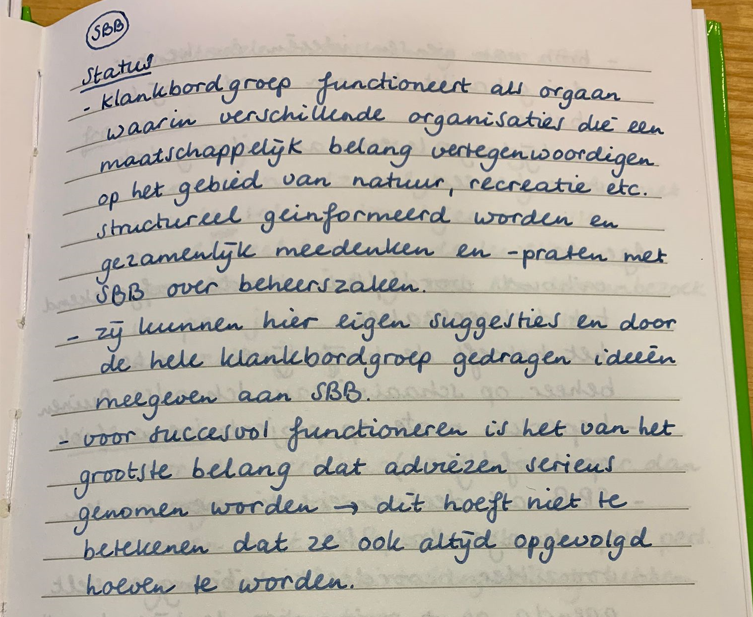 SBB
Status
- Klankbordgroep functioneert als orgaan
waarin verschillende organisaties die een
maatschappelijk belang vertegenwoordigen
op het gebied van natuur, recreatie etc.
structureel geïnformeerd worden en
gezamenlijk meedenken en -praten met
SBB over beheerszaken.
- zij kunnen hier eigen suggesties en door
de hele klankbordgroep gedragen ideeën
meegeven aan SBB.
- voor succesvol functioneren is het van het
grootste belang dat adviezen serieus
genomen worden → dit hoeft niet te
betekenen dat ze ook altijd opgevolgd
hoeven te worden.